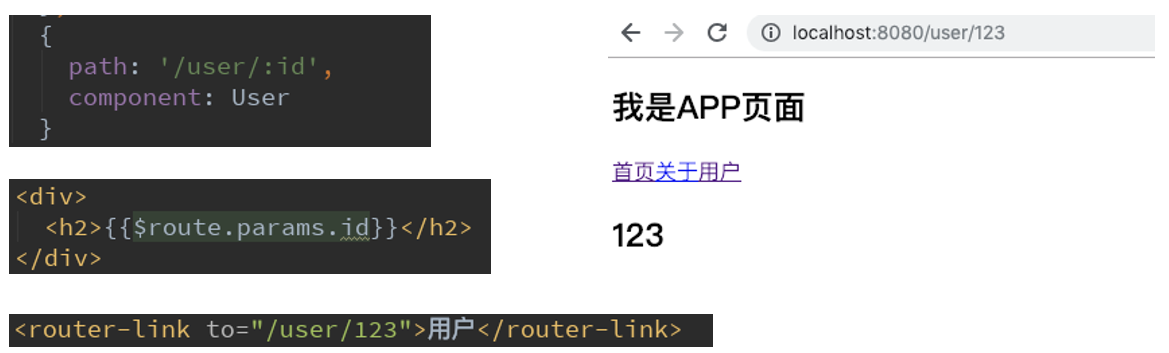 },
{
path: '/user/:id',
component: User
}
<div>
<h2>{{$route.params.id}}</h2>
</div>
<router-link to="/user/123">用户</router-link>
localhost:8080/user/123
我是APP页面
首页关于用户
123